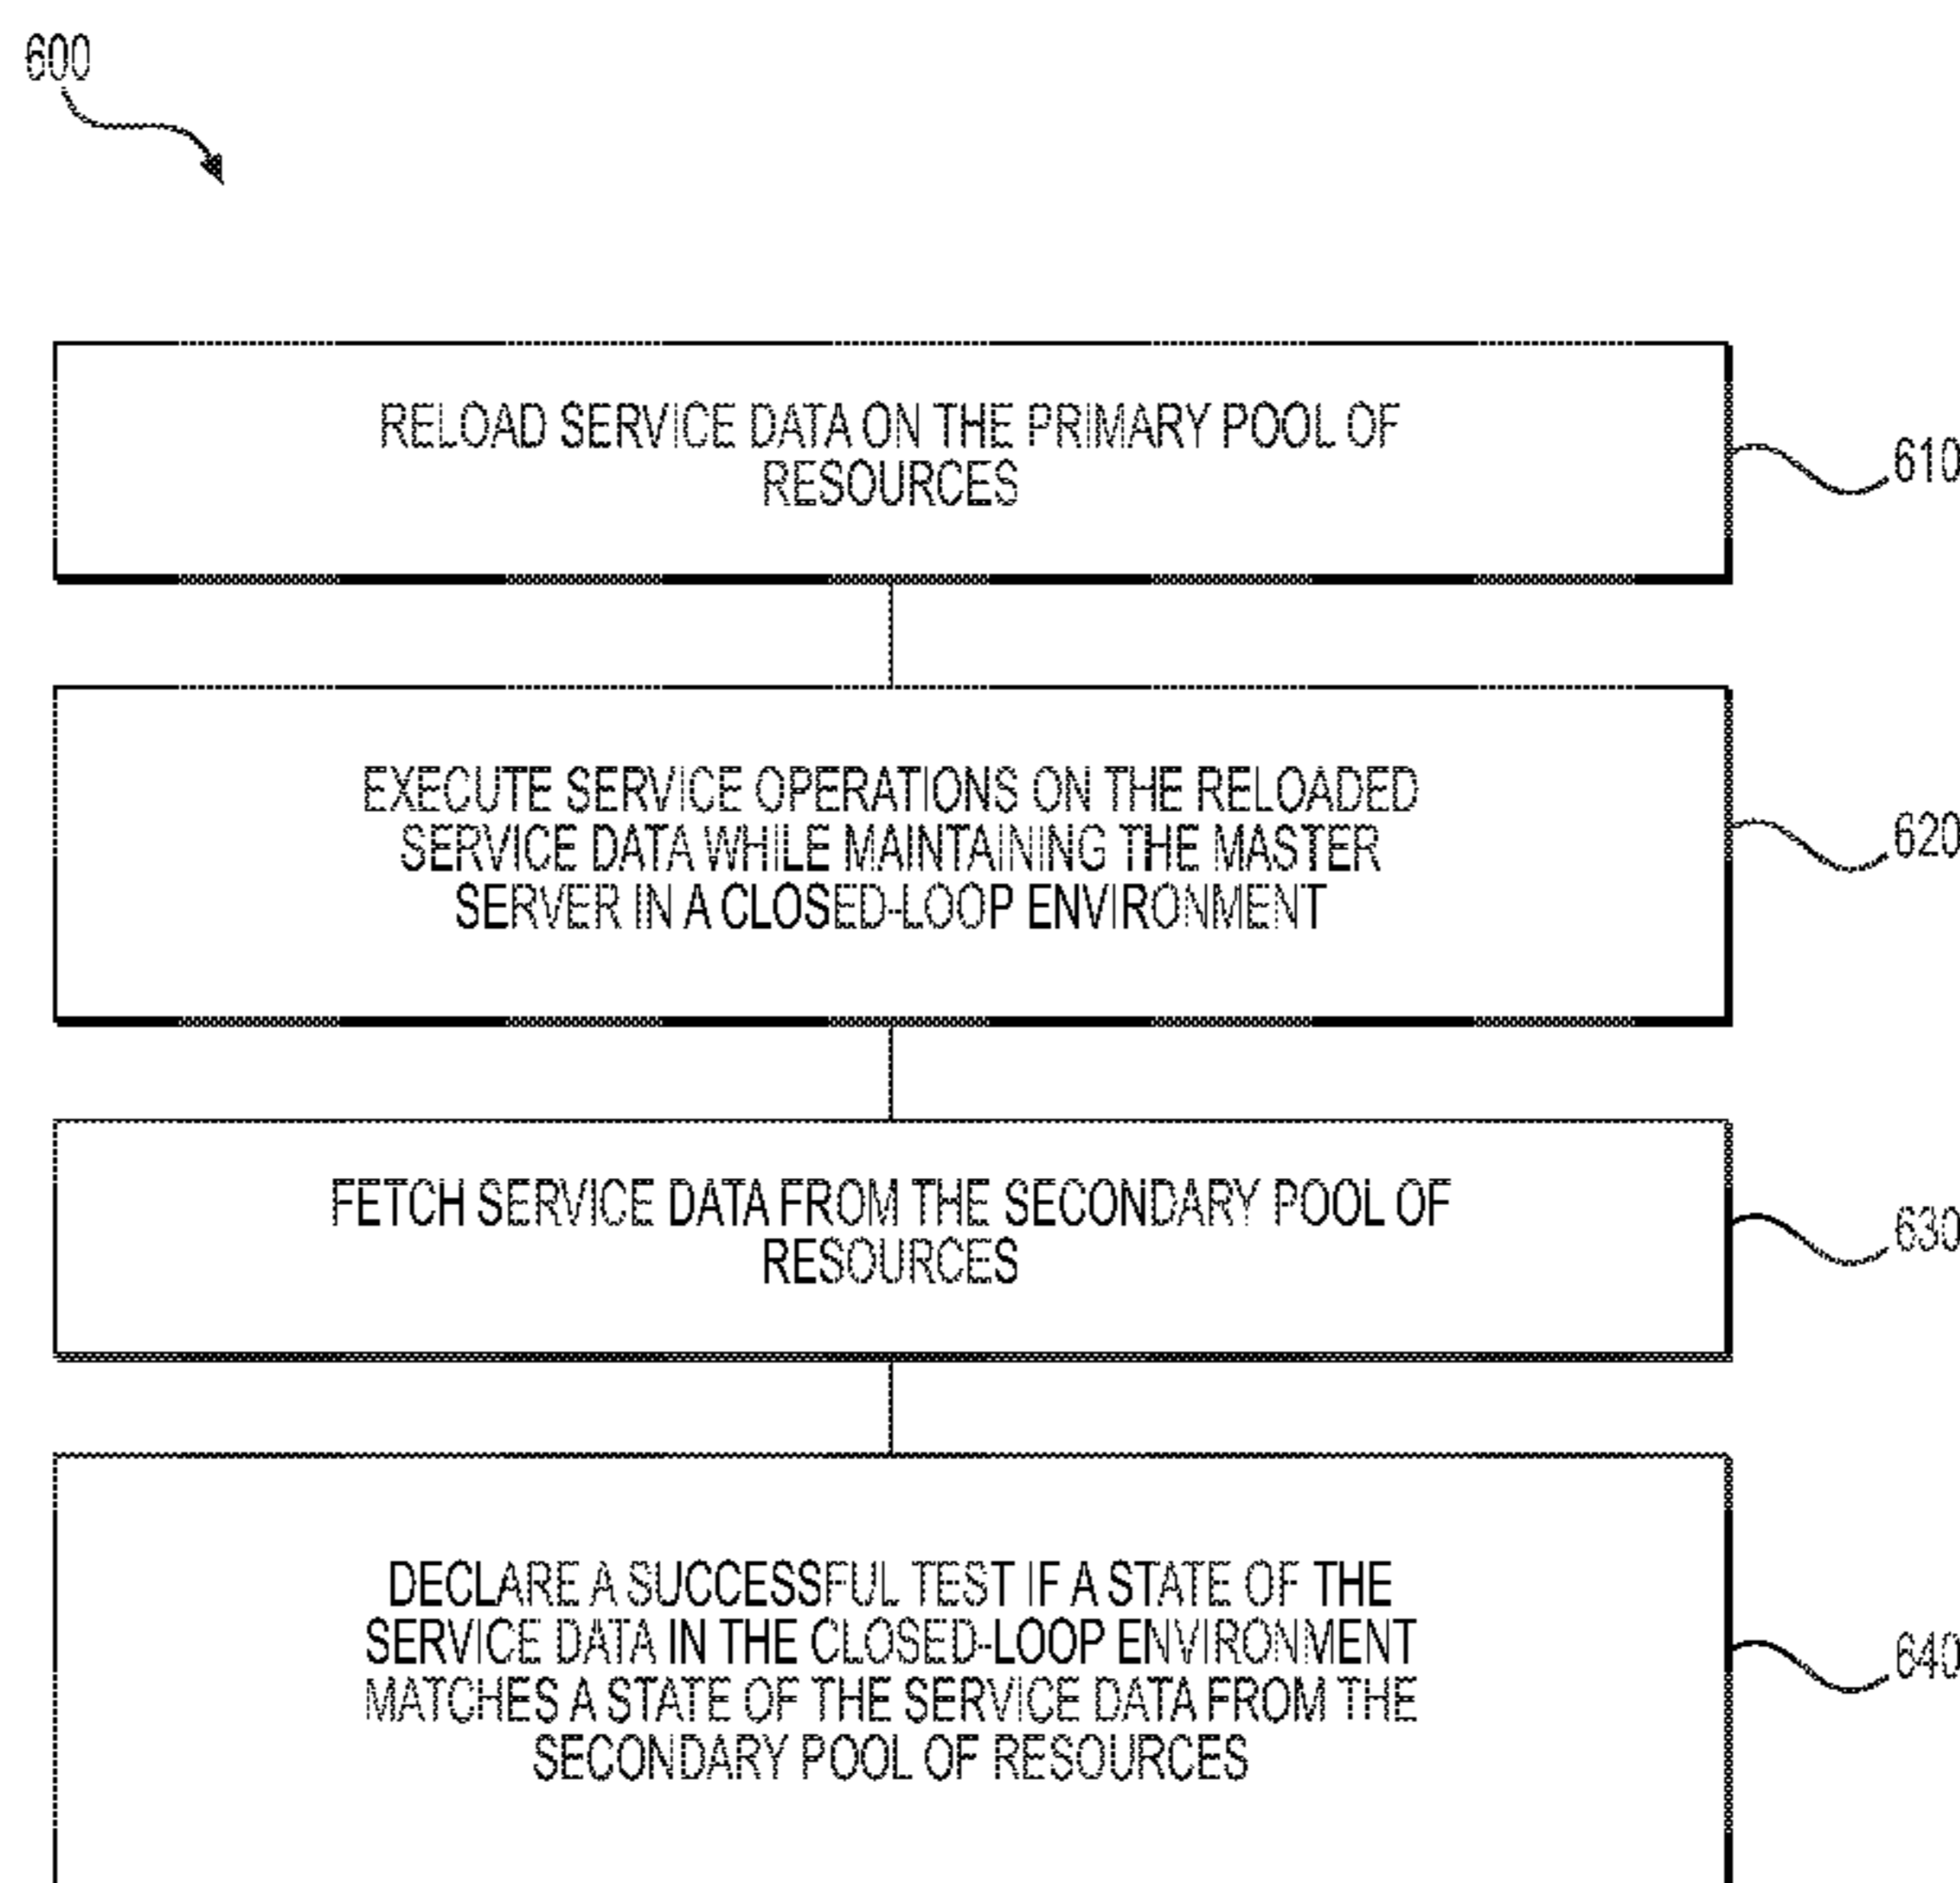 600
RELOAD SERVICE DATA ON THE PRIMARY POOL OF
RESOURCES
610
EXECUTE SERVICE OPERATIONS ON THE RELOADED
SERVICE DATA WHILE MAINTAINING THE MASTER
SERVER IN A CLOSED-LOOP ENVIRONMENT
620
FETCH SERVICE DATA FROM THE SECONDARY POOL OF
RESOURCES
630
DECLARE A SUCCESSFUL TEST IF A STATE OF THE
SERVICE DATA IN THE CLOSED-LOOP ENVIRONMENT
MATCHES A STATE OF THE SERVICE DATA FROM THE
SECONDARY POOL OF RESOURCES
640